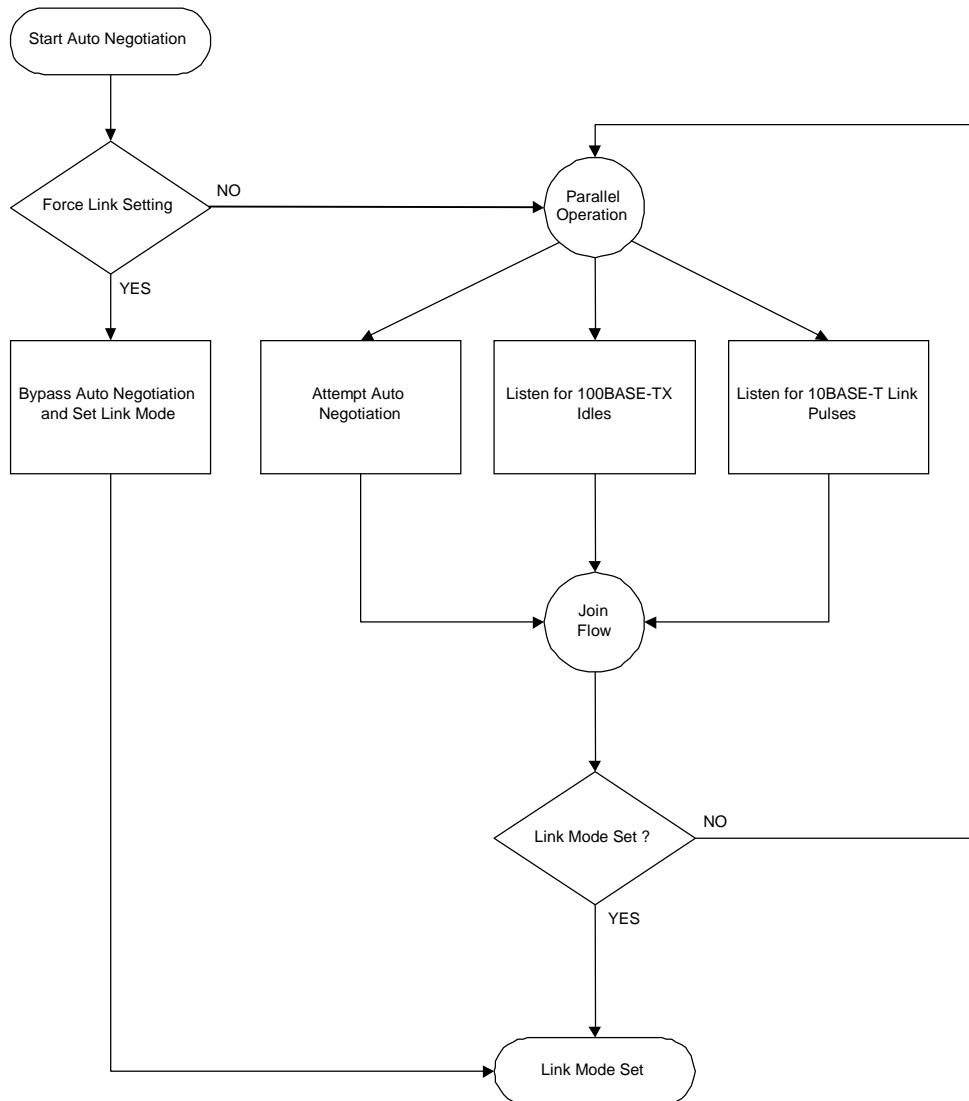 Start Auto Negotiation
Force Link Setting
NO
Parallel
Operation
YES
Bypass Auto Negotiation
and Set Link Mode
Attempt Auto
Negotiation
Listen for 100BASE-TX
Idles
Listen for 10BASE-T Link
Pulses
Join
Flow
Link Mode Set ?
NO
YES
Link Mode Set